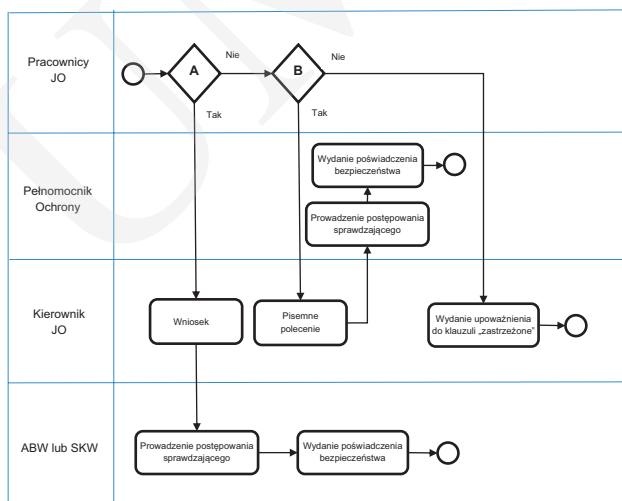 Pracownicy
JO
A
Nie
B
Nie
Tak
Tak
Pełnomocnik
Ochrony
Wydanie poświadczenia
bezpieczeństwa
Prowadzenie postępowania
sprawdzającego
Kierownik
JO
Wniosek
Pisemne
polecenie
Wydanie upoważnienia
do klauzuli „zastrzeżone”
ABW lub SKW
Prowadzenie postępowania
sprawdzającego
Wydanie poświadczenia
bezpieczeństwa